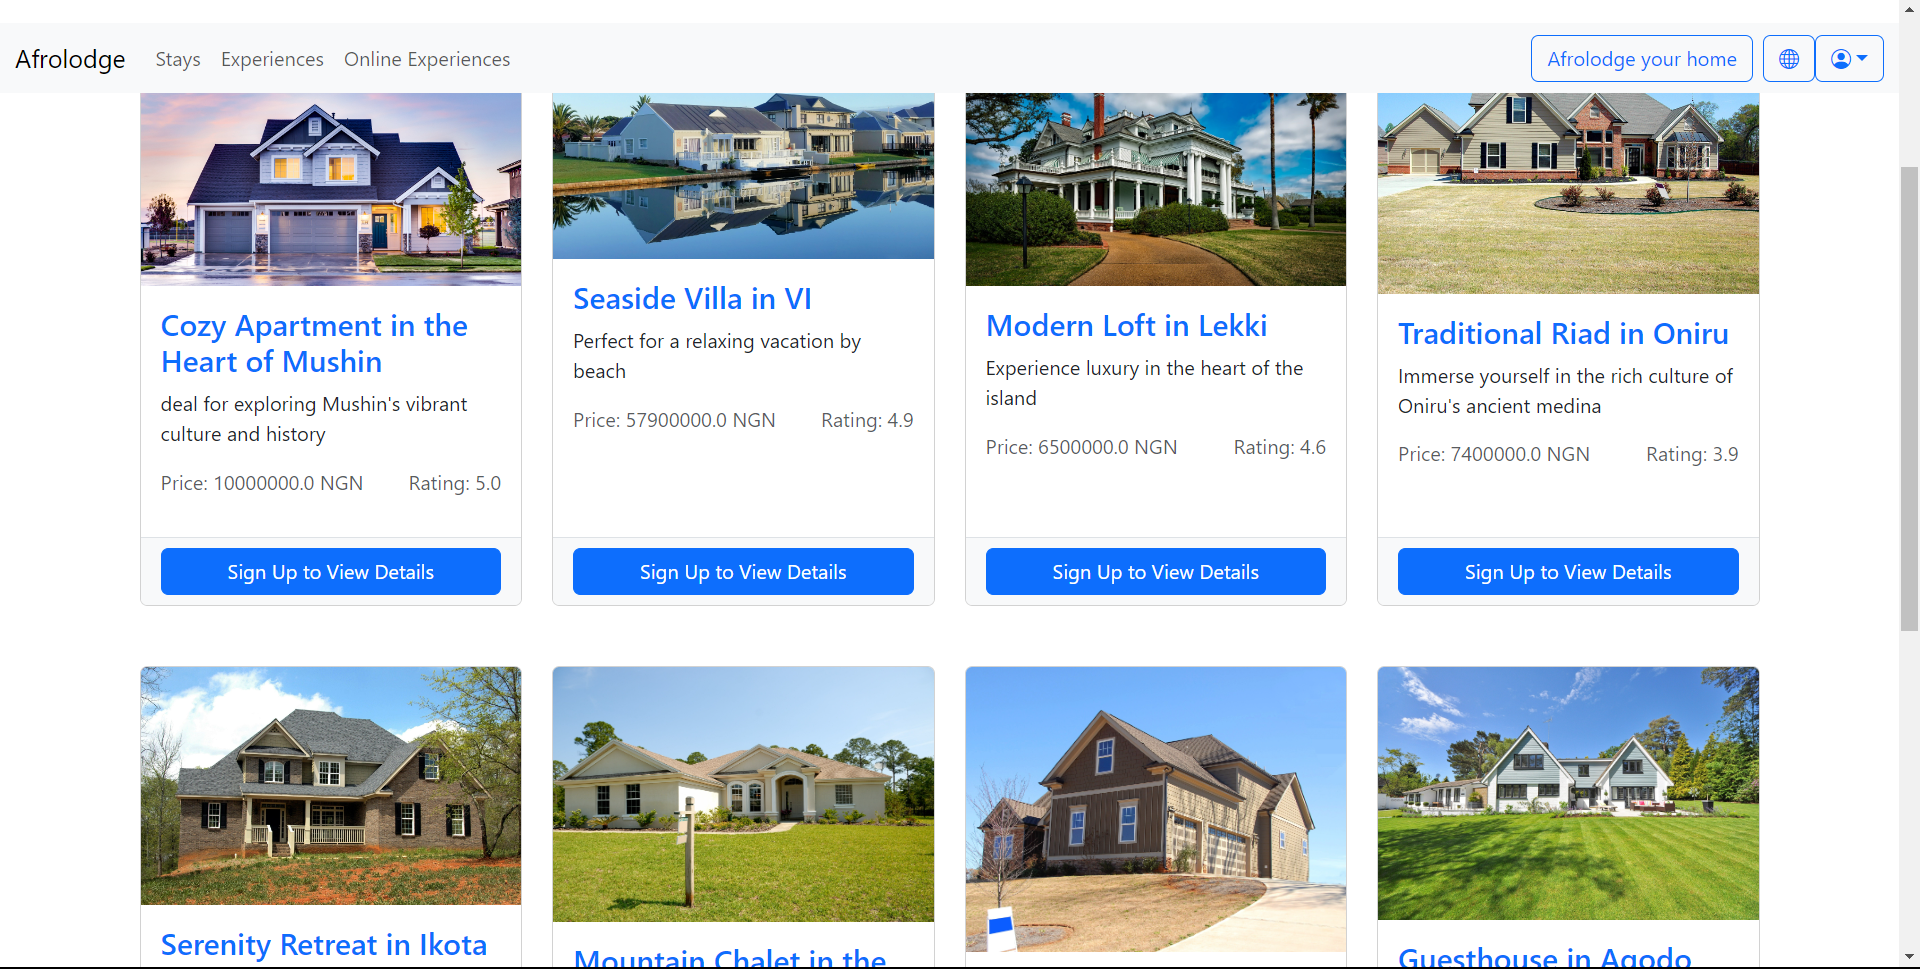 Afrolodge
Stays
Experiences
Online Experiences
Afrolodge your home
Cozy Apartment in the
Heart of Mushin
deal for exploring Mushin's vibrant
culture and history
Price: 10000000.0 NGN
Rating: 5.0
Sign Up to View Details
Seaside Villa in VI
Perfect for a relaxing vacation by
beach
Price: 57900000.0 NGN
Rating: 4.9
Sign Up to View Details
Modern Loft in Lekki
Experience luxury in the heart of the
island
Price: 6500000.0 NGN
Rating: 4.6
Sign Up to View Details
Traditional Riad in Oniru
Immerse yourself in the rich culture of
Oniru's ancient medina
Price: 7400000.0 NGN
Rating: 3.9
Sign Up to View Details
Serenity Retreat in Ikota
Mountain Chalet in the
Guesthouse in Agodo